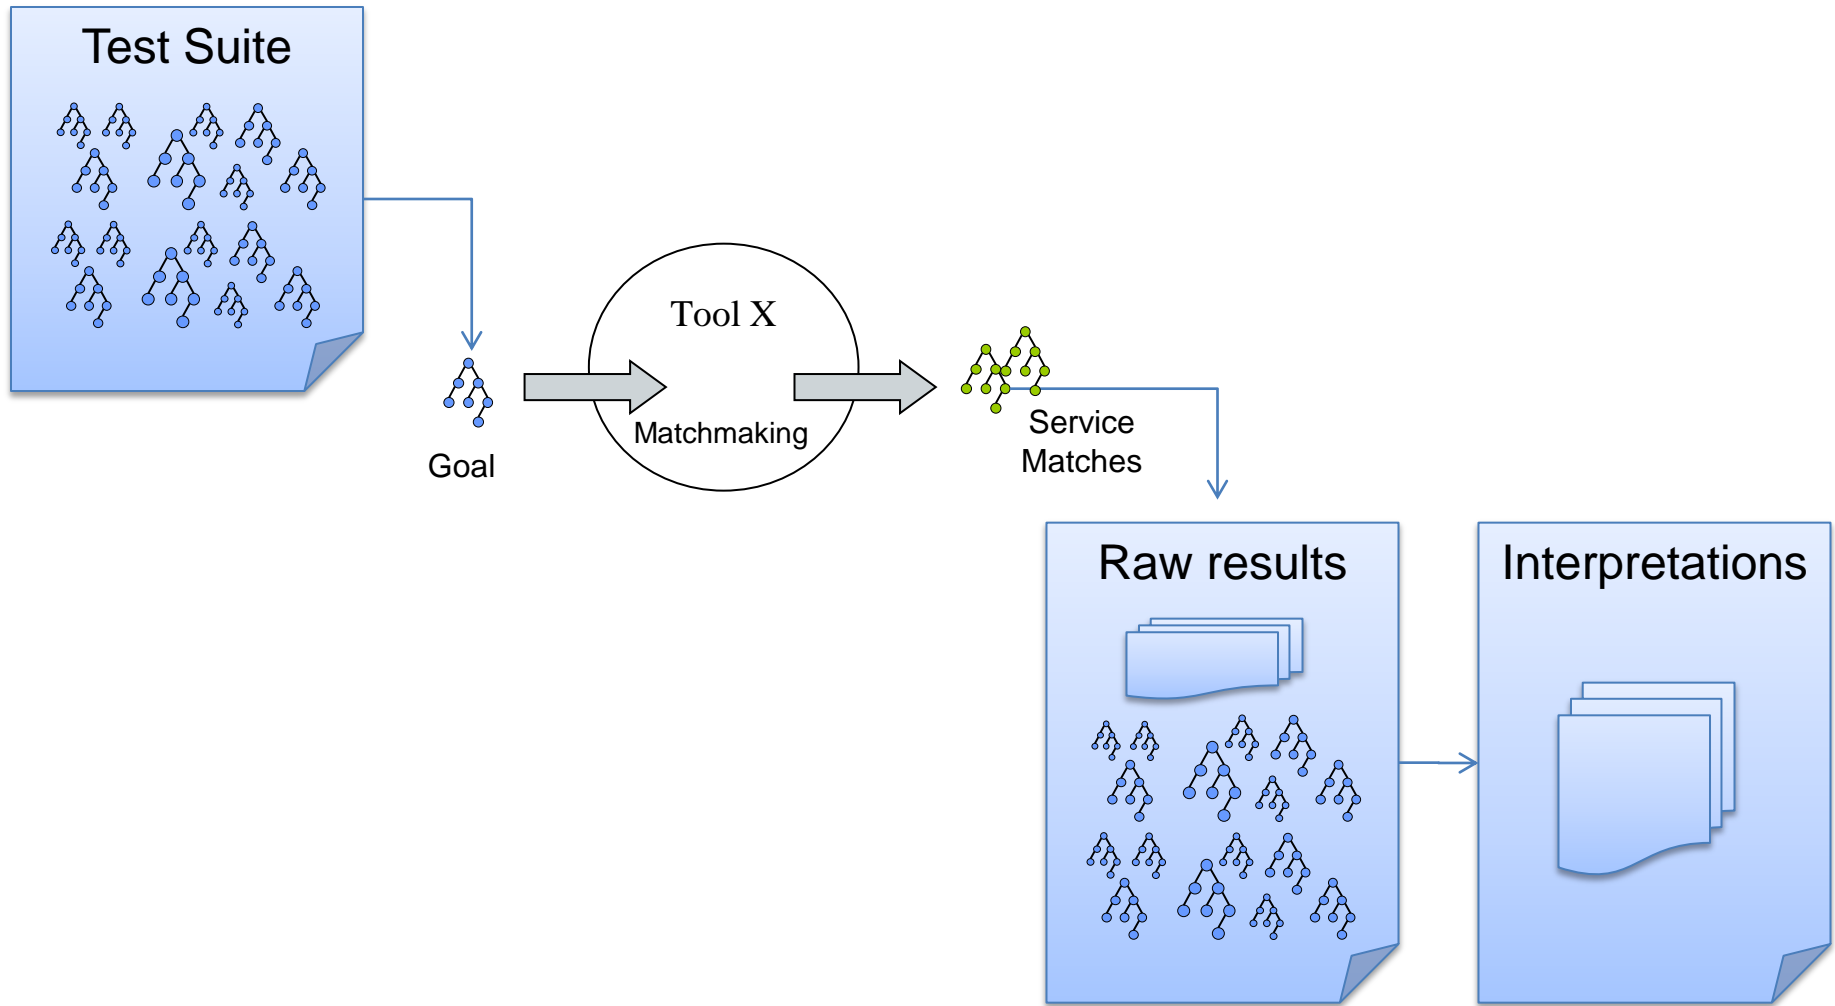 Test Suite
Tool X
Matchmaking
Goal
Service
Matches
Raw results
Interpretations